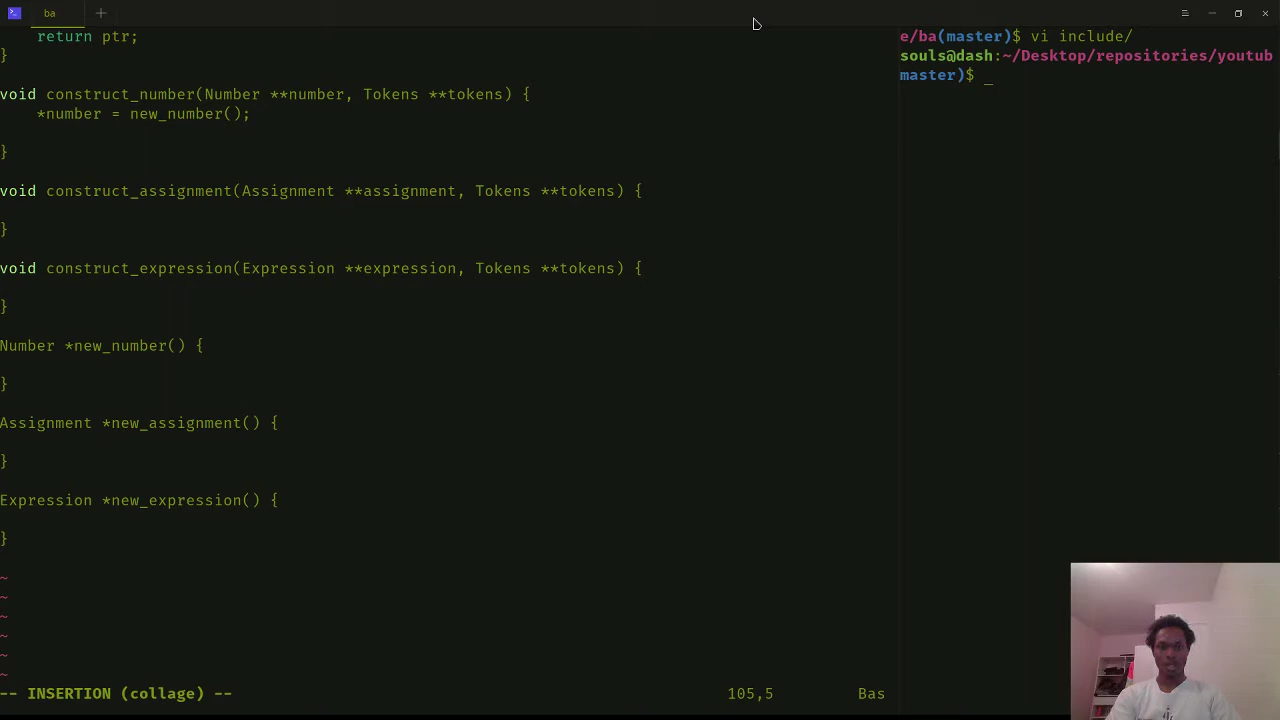 ba
return ptr;
}
void construct_number(Number **number, Tokens **tokens) {
*number = new_number();
}
void construct_assignment(Assignment **assignment, Tokens **tokens) {
}
void construct_expression(Expression **expression, Tokens **tokens) {
}
Number *new_number() {
}
Assignment *new_assignment() {
}
Expression *new_expression() {
}
~
~
~
~
~
~
-- INSERTION (collage) -- 105,5 Bas
e/ba(master)$ vi include/
souls@dash:~/Desktop/repositories/youtub
master)$ _